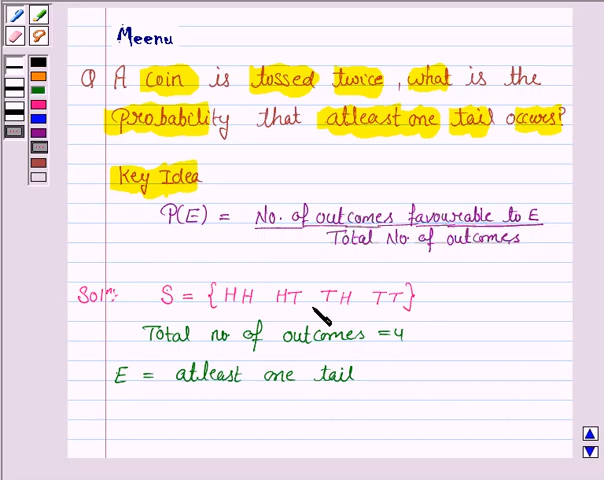 Meenu
Q A coin is tossed twice, what is the
probability that atleast one tail occurs?
Key Idea
P(E) = No. of outcomes favourable to E
Total No of outcomes
Soln: S = { HH HT TH TT }
Total no of outcomes = 4
E = atleast one tail